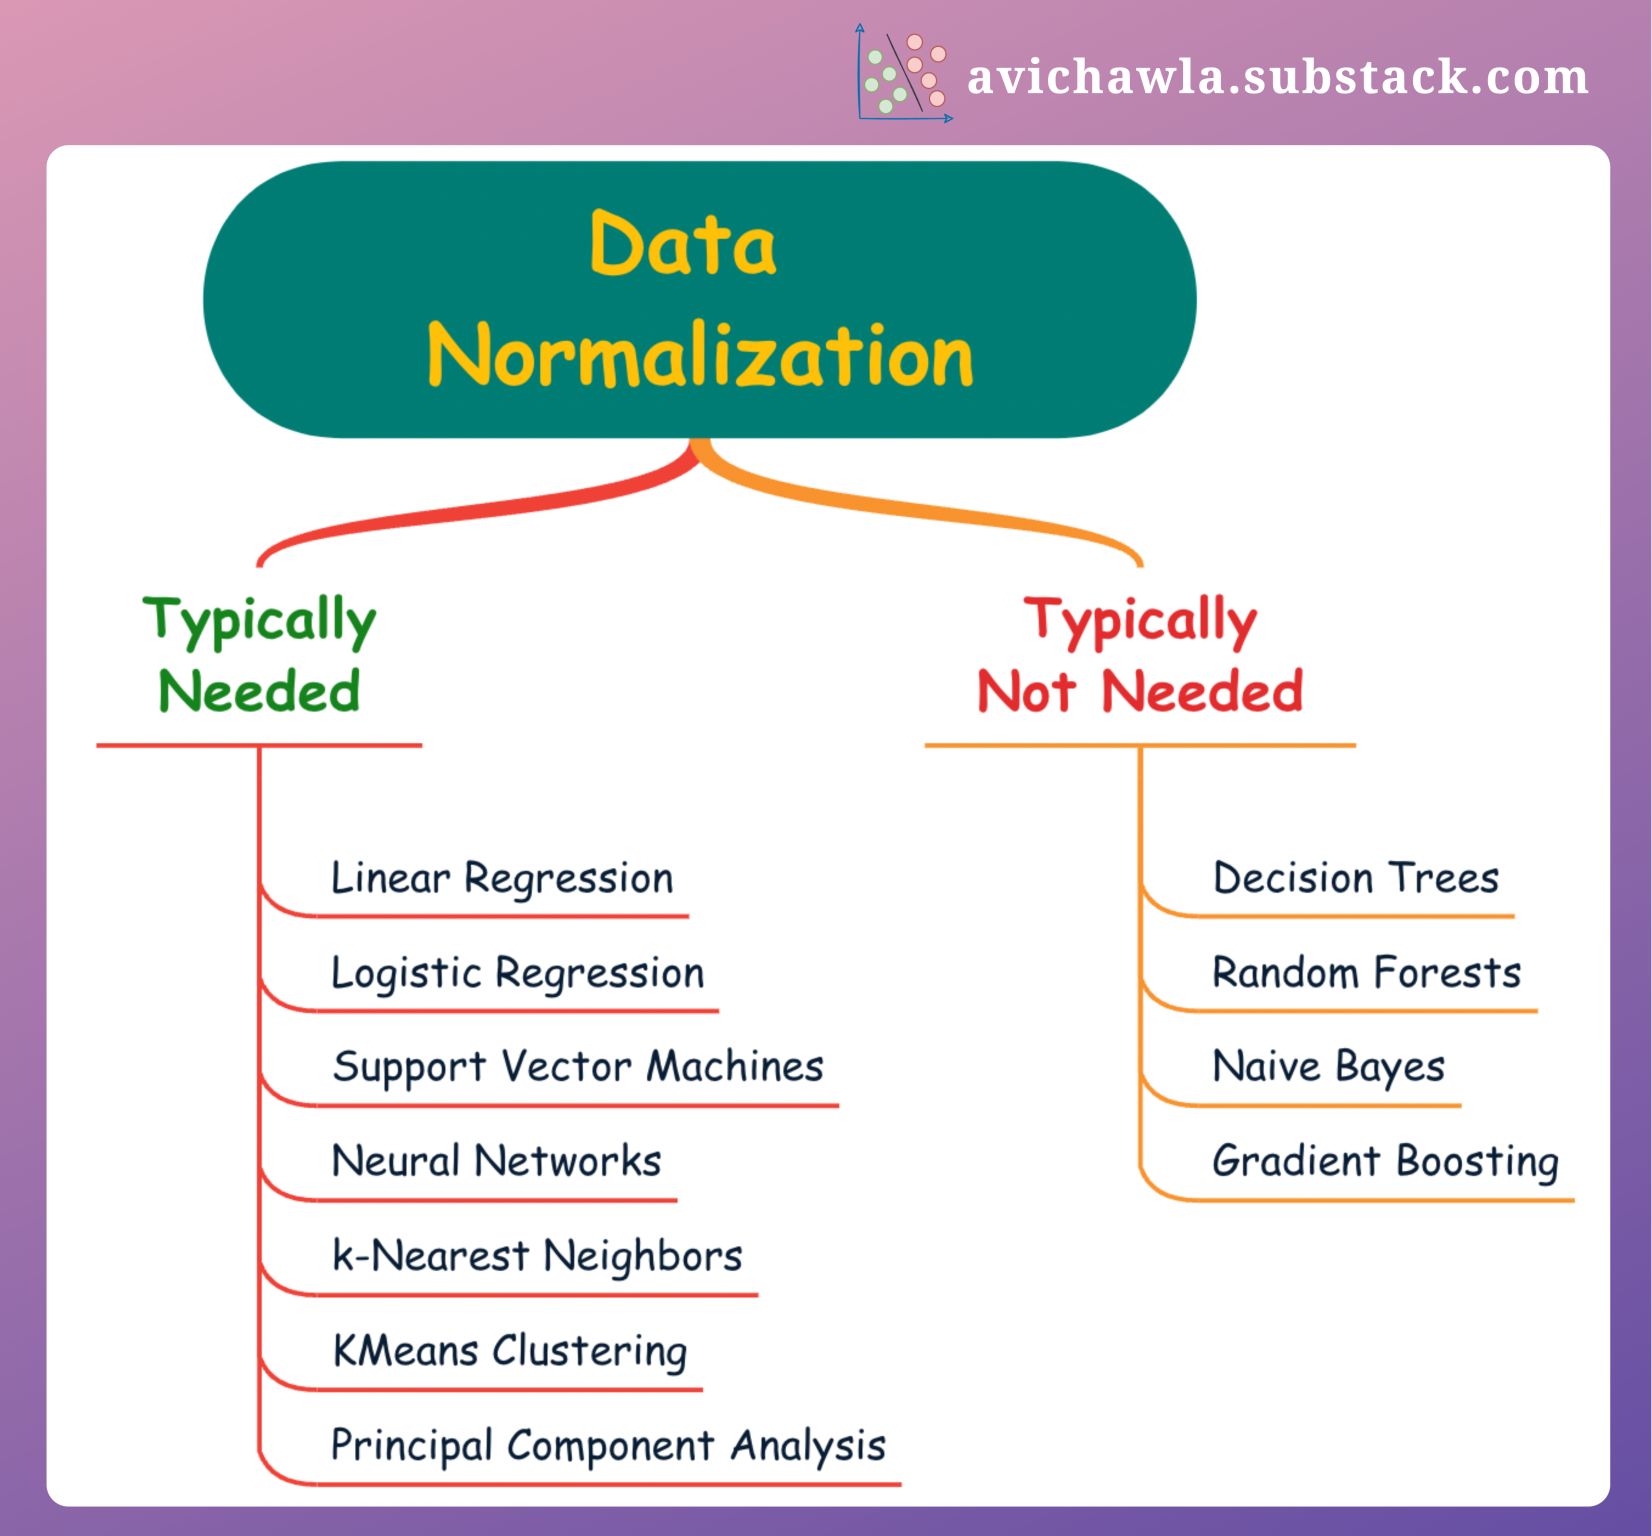 avichawla.substack.com
Data
Normalization
Typically
Needed
Linear Regression
Logistic Regression
Support Vector Machines
Neural Networks
k-Nearest Neighbors
KMeans Clustering
Principal Component Analysis
Typically
Not Needed
Decision Trees
Random Forests
Naive Bayes
Gradient Boosting